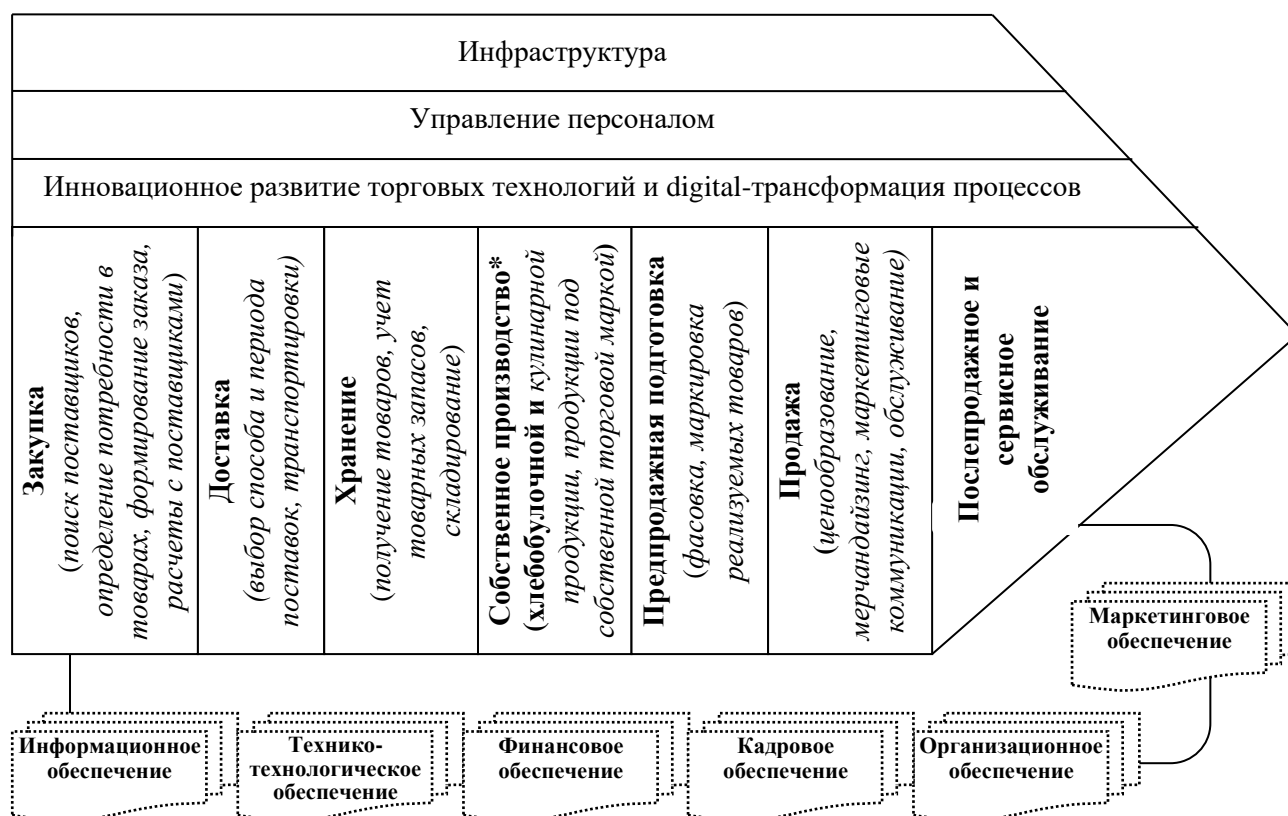 Инфраструктура
Управление персоналом
Инновационное развитие торговых технологий и digital-трансформация процессов
Закупка
(поиск поставщиков,
определение потребности в
товарах, формирование заказа,
расчеты с поставщиками)
Доставка
(выбор способа и периода
поставок, транспортировки)
Хранение
(получение товаров, учет
товарных запасов,
складирование)
Собственное производство*
(хлебобулочной и кулинарной
продукции, продукции под
собственной торговой маркой)
Предпродажная подготовка
(фасовка, маркировка
реализуемых товаров)
Продажа
(ценообразование,
мерчандайзинг, маркетинговые
коммуникации, обслуживание)
Послепродажное и
сервисное
обслуживание
Маркетинговое
обеспечение
Информационное
обеспечение
Технико-
технологическое
обеспечение
Финансовое
обеспечение
Кадровое
обеспечение
Организационное
обеспечение